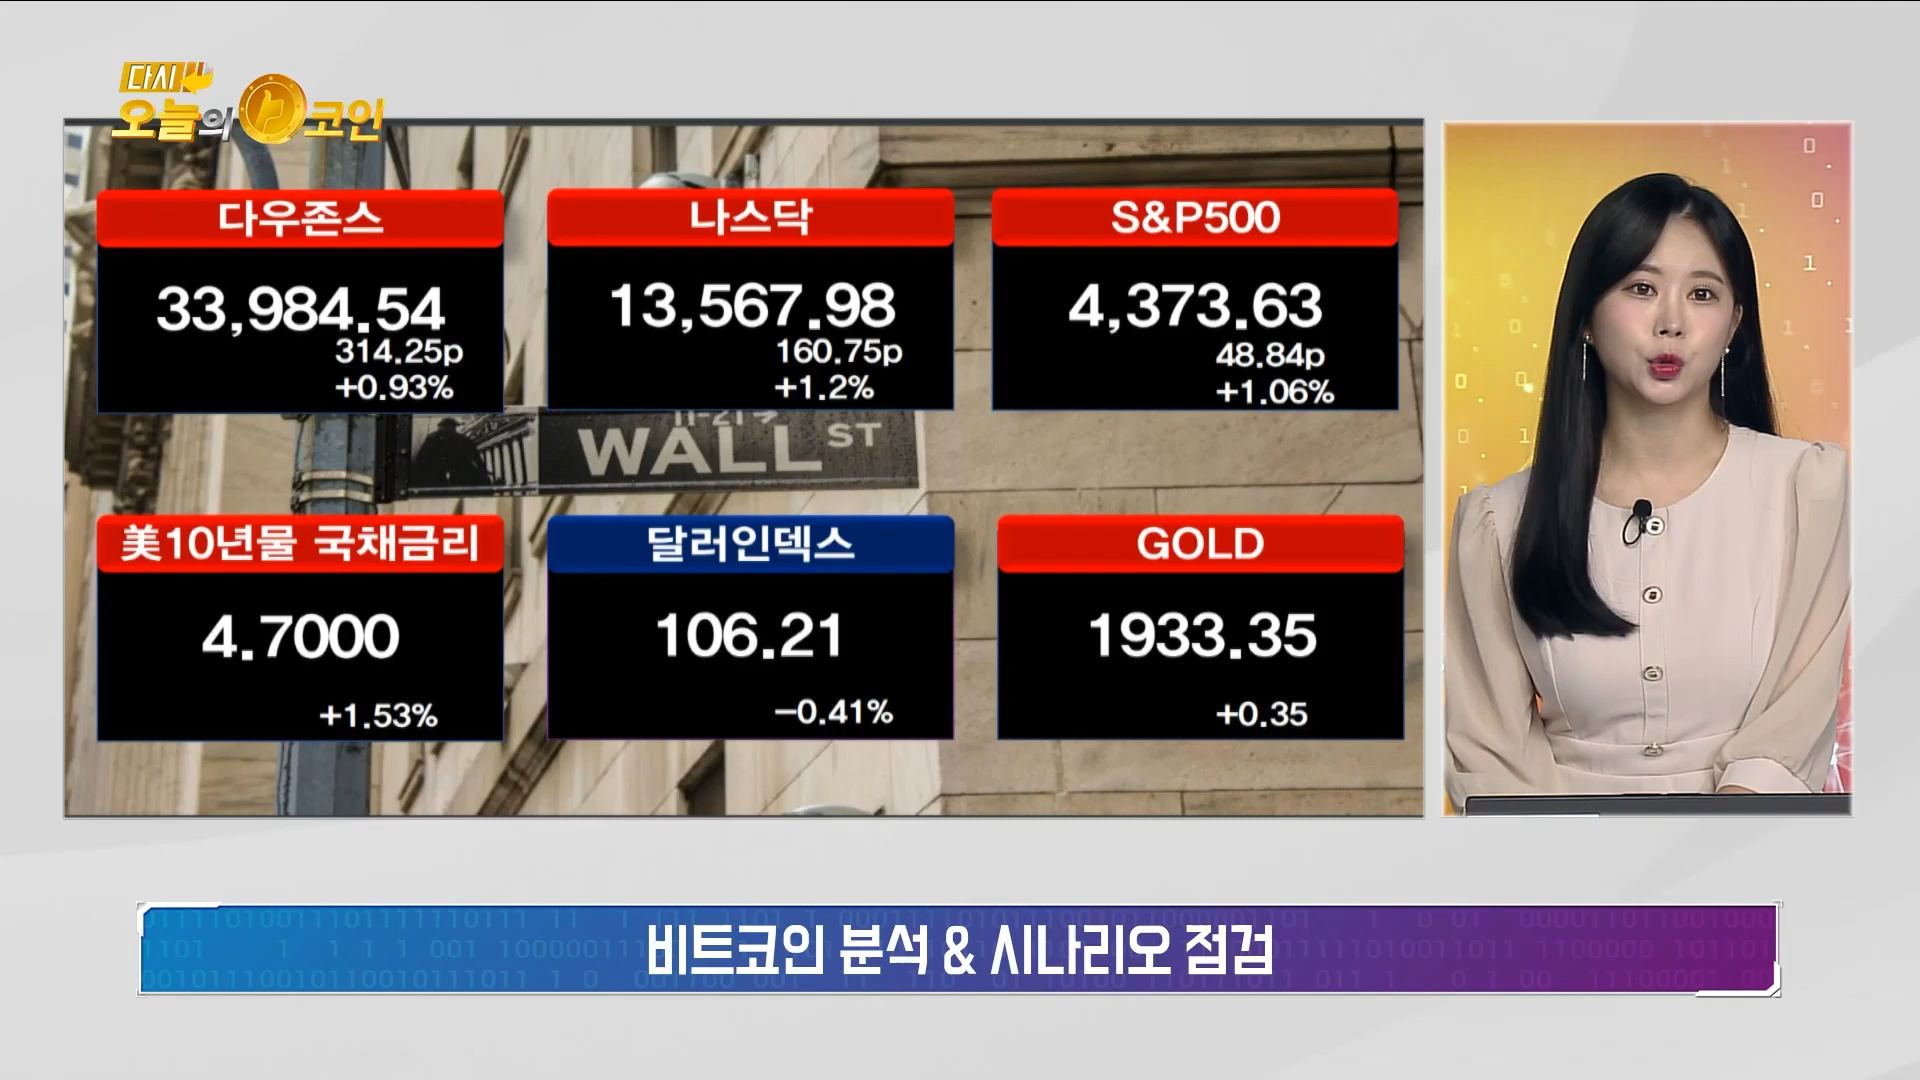 다시
오늘의 코인
다우존스
33,984.54
314.25p
+0.93%
나스닥
13,567.98
160.75p
+1.2%
S&P500
4,373.63
48.84p
+1.06%
11-21→
WALL ST
美10년물 국채금리
4.7000
+1.53%
달러인덱스
106.21
-0.41%
GOLD
1933.35
+0.35
비트코인 분석 & 시나리오 점검